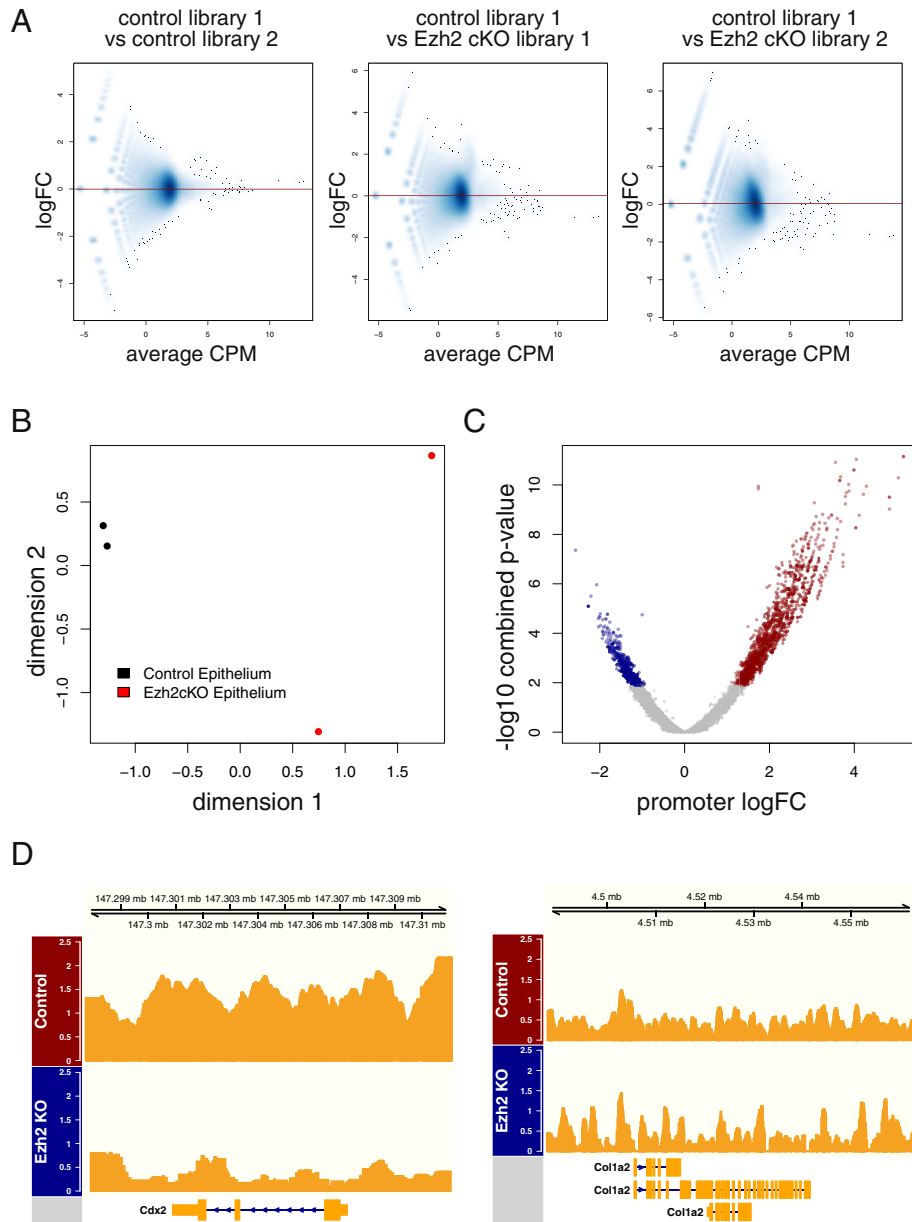 A
control library 1
vs control library 2
control library 1
vs Ezh2 cKO library 1
control library 1
vs Ezh2 cKO library 2
logFC
4
2
0
−2
−4
−5
0
5
10
average CPM
logFC
6
4
2
0
−2
−4
−5
0
5
10
average CPM
logFC
6
4
2
0
−2
−4
−6
−5
0
5
10
average CPM
B
dimension 2
0.5
0.0
−0.5
−1.0
Control Epithelium
Ezh2cKO Epithelium
−1.0
−0.5
0.0
0.5
1.0
1.5
dimension 1
C
-log10 combined p-value
10
8
6
4
2
0
−2
0
2
4
promoter logFC
D
147.299 mb
147.301 mb
147.303 mb
147.305 mb
147.307 mb
147.309 mb
147.3 mb
147.302 mb
147.304 mb
147.306 mb
147.308 mb
147.31 mb
Control
2.5
2
1.5
1
0.5
0
Ezh2 KO
2.5
2
1.5
1
0.5
0
Cdx2
4.5 mb
4.52 mb
4.54 mb
4.51 mb
4.53 mb
4.55 mb
Control
2.5
2
1.5
1
0.5
0
Ezh2 KO
2.5
2
1.5
1
0.5
0
Col1a2
Col1a2
Col1a2